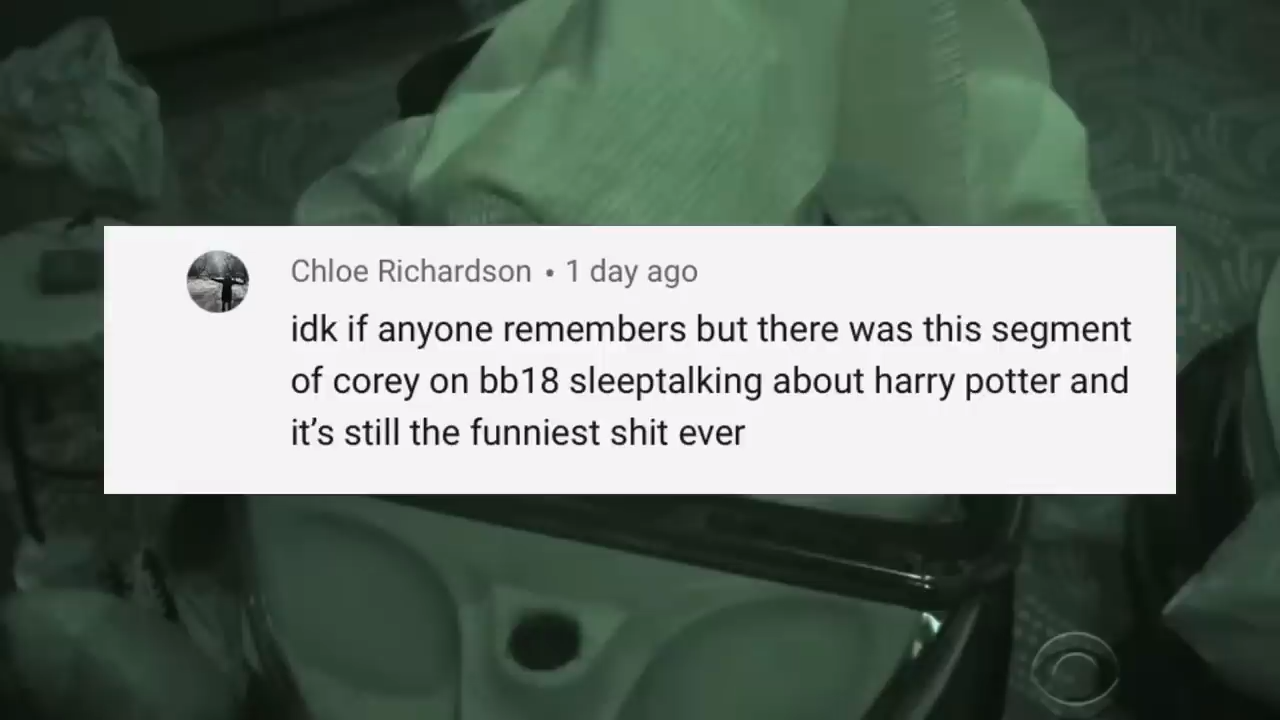 Chloe Richardson • 1 day ago
idk if anyone remembers but there was this segment
of corey on bb18 sleeptalking about harry potter and
it’s still the funniest shit ever